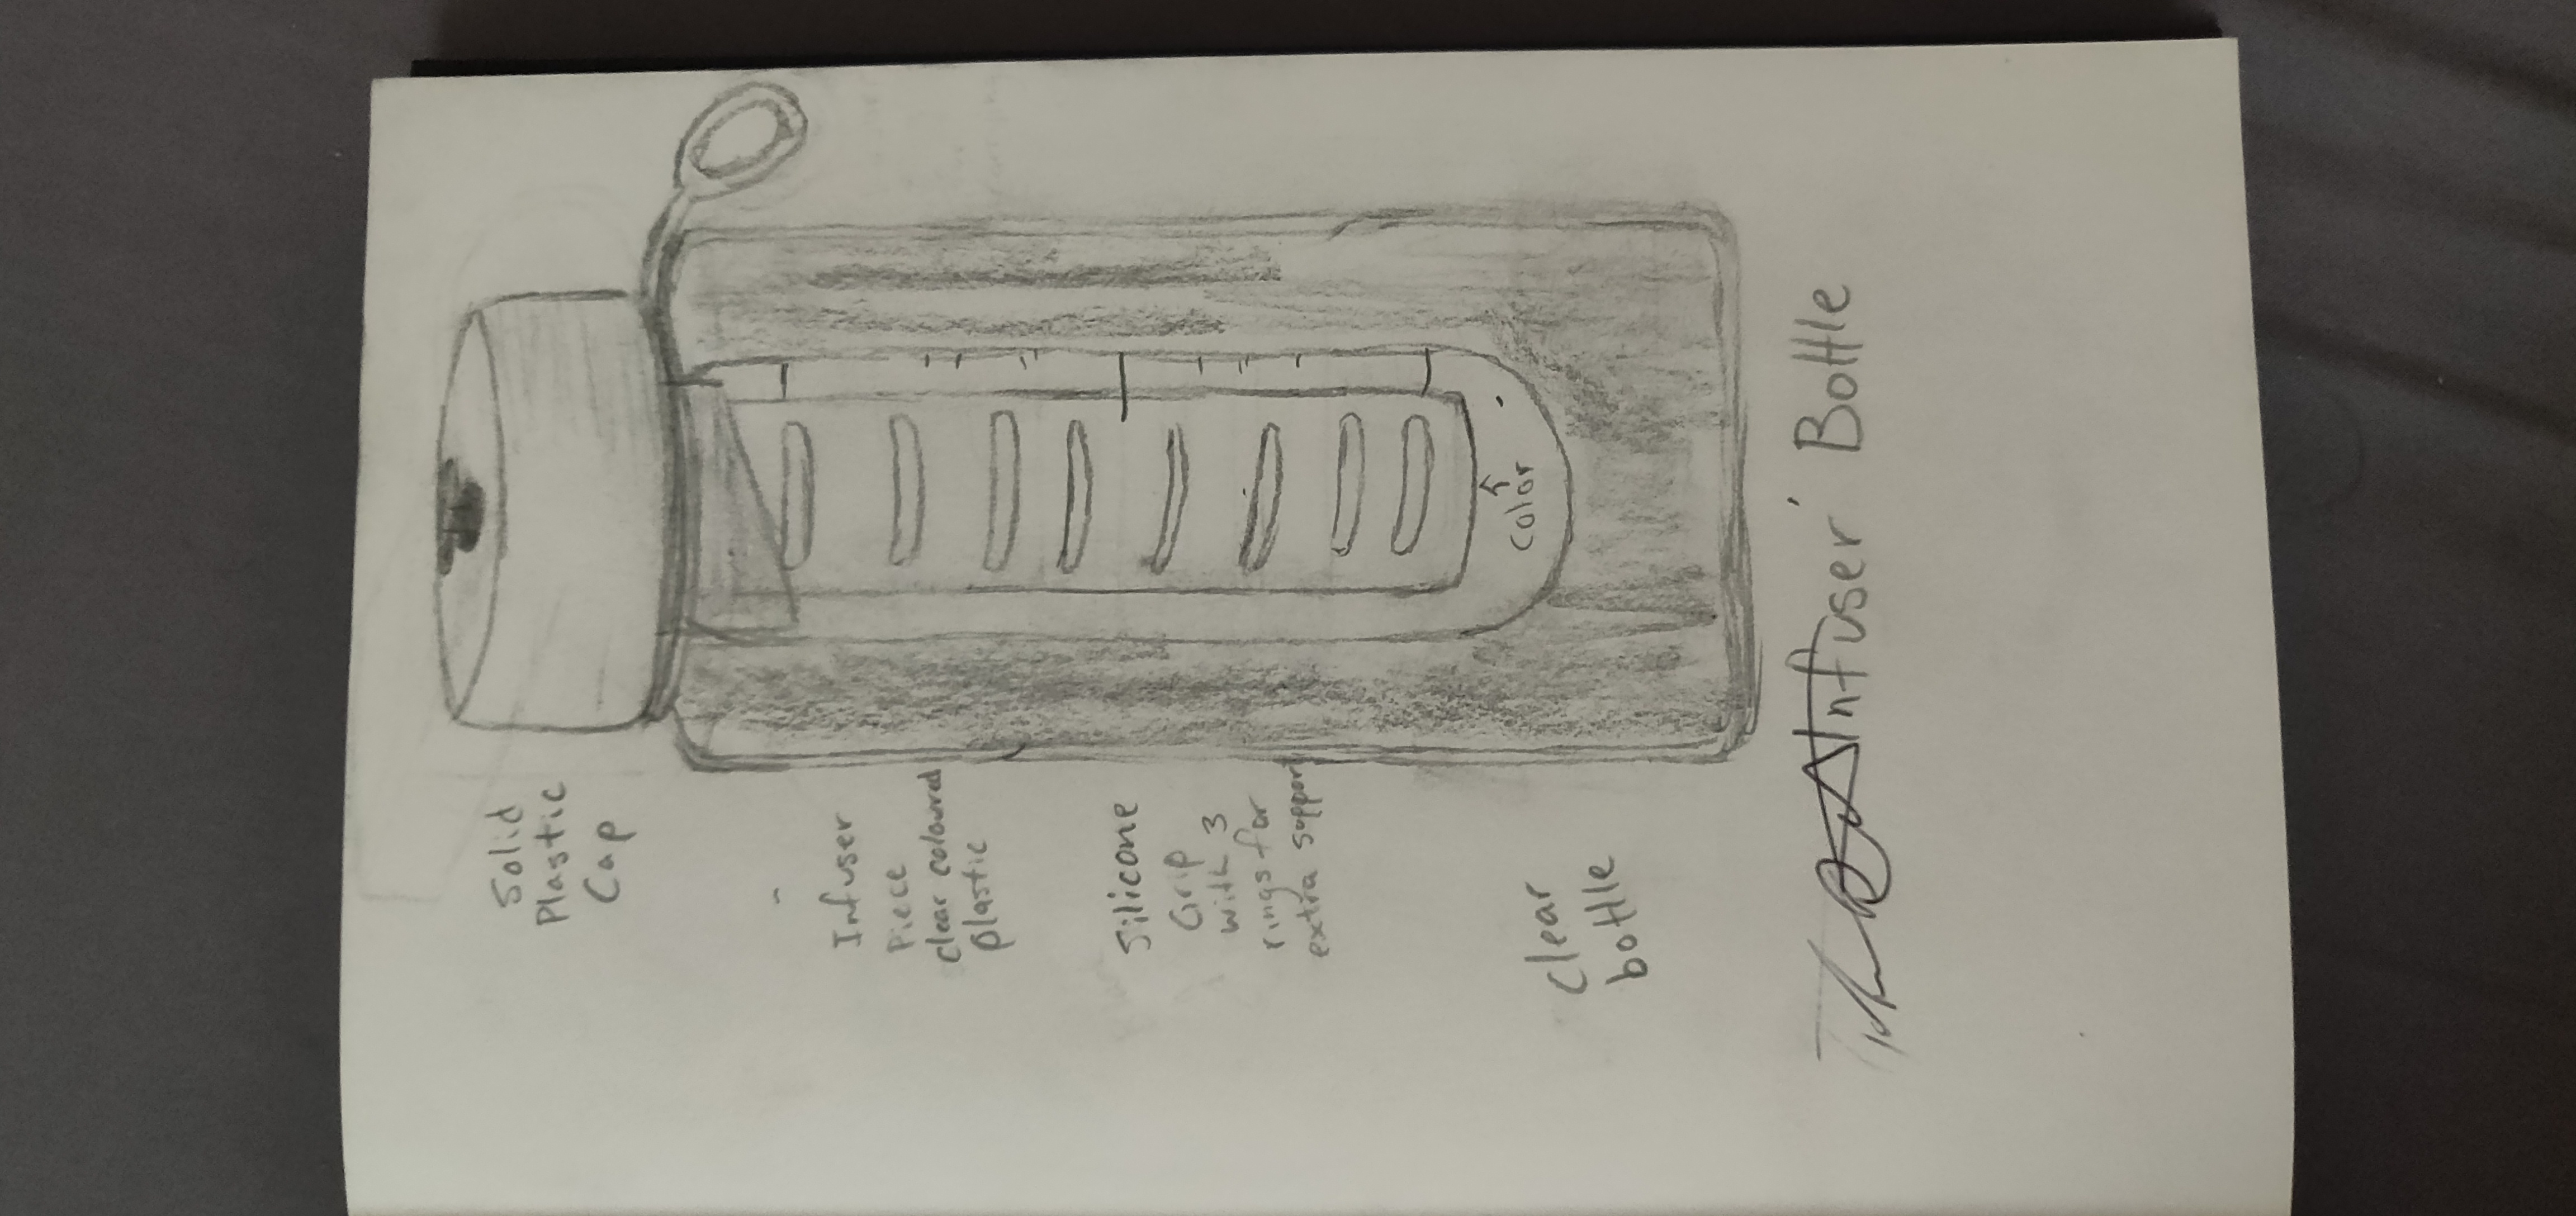 Solid
Plastic
Cap
Infuser
Piece
clear coloured
plastic
Silicone
Grip
with 3
rings for
extra support
color
clear
bottle
Infuser Bottle